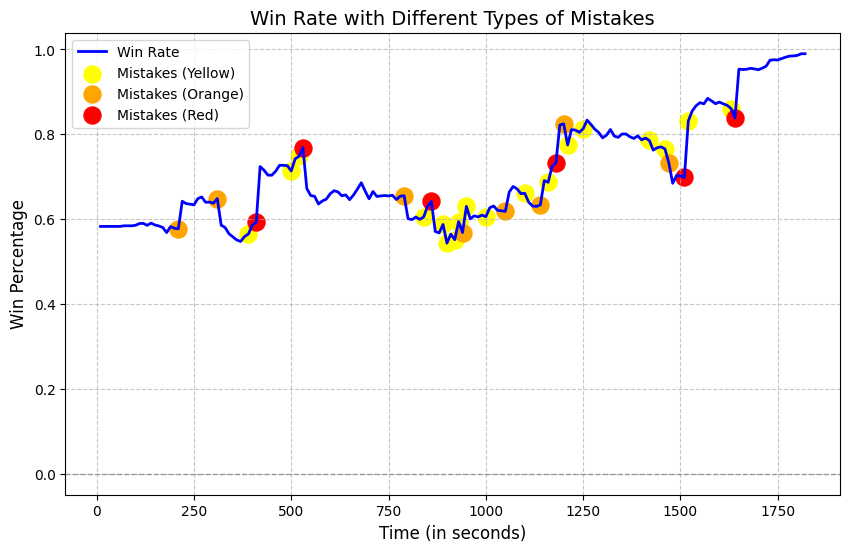 Win Rate with Different Types of Mistakes
Win Rate
Mistakes (Yellow)
Mistakes (Orange)
Mistakes (Red)
Win Percentage
1.0
0.8
0.6
0.4
0.2
0.0
0 250 500 750 1000 1250 1500 1750
Time (in seconds)